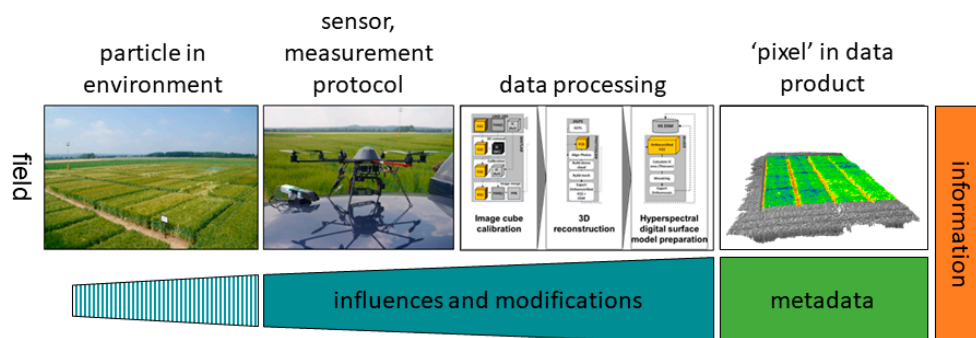 particle in
environment
sensor,
measurement
protocol
data processing
'pixel' in data
product
field
Image cube
calibration
3D
reconstruction
Hyperspectral
digital surface
model preparation
information
influences and modifications
metadata